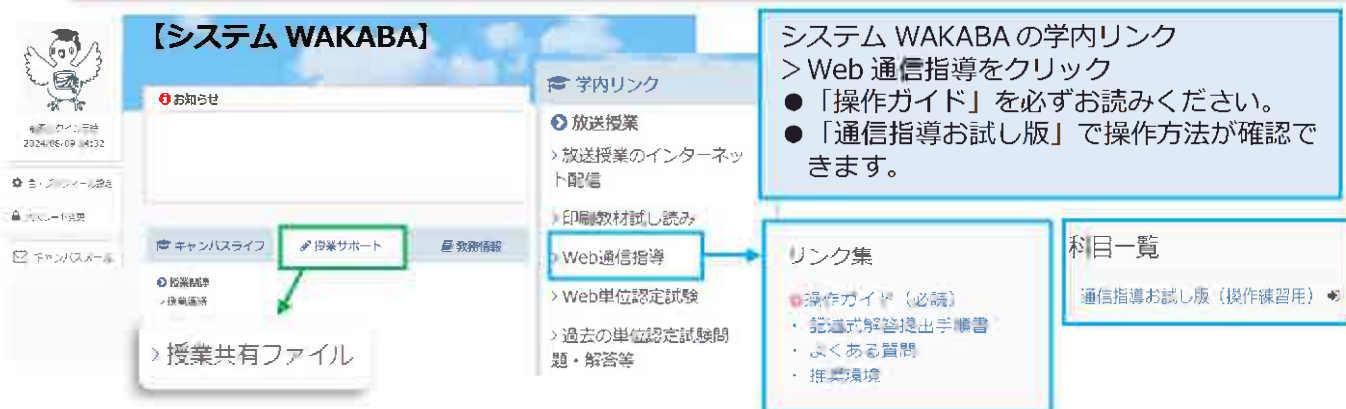 【システム WAKABA】
お知らせ
2024/08/09
キャンパスライフ
授業サポート
教務情報
授業関連
授業共有ファイル
学内リンク
放送授業
放送授業のインターネッ
ト配信
印刷教材試し読み
Web通信指導
Web単位認定試験
過去の単位認定試験問
題・解答等
システム WAKABA の学内リンク
＞Web 通信指導をクリック
●「操作ガイド」を必ずお読みください。
●「通信指導お試し版」で操作方法が確認で
きます。
リンク集
操作ガイド（必読）
・ 記述式解答提出手順書
・ よくある質問
・ 推奨環境
科目一覧
通信指導お試し版（操作練習用）